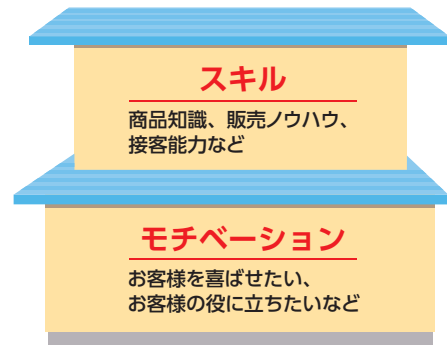 スキル
商品知識、販売ノウハウ、
接客能力など
モチベーション
お客様を喜ばせたい、
お客様の役に立ちたいなど